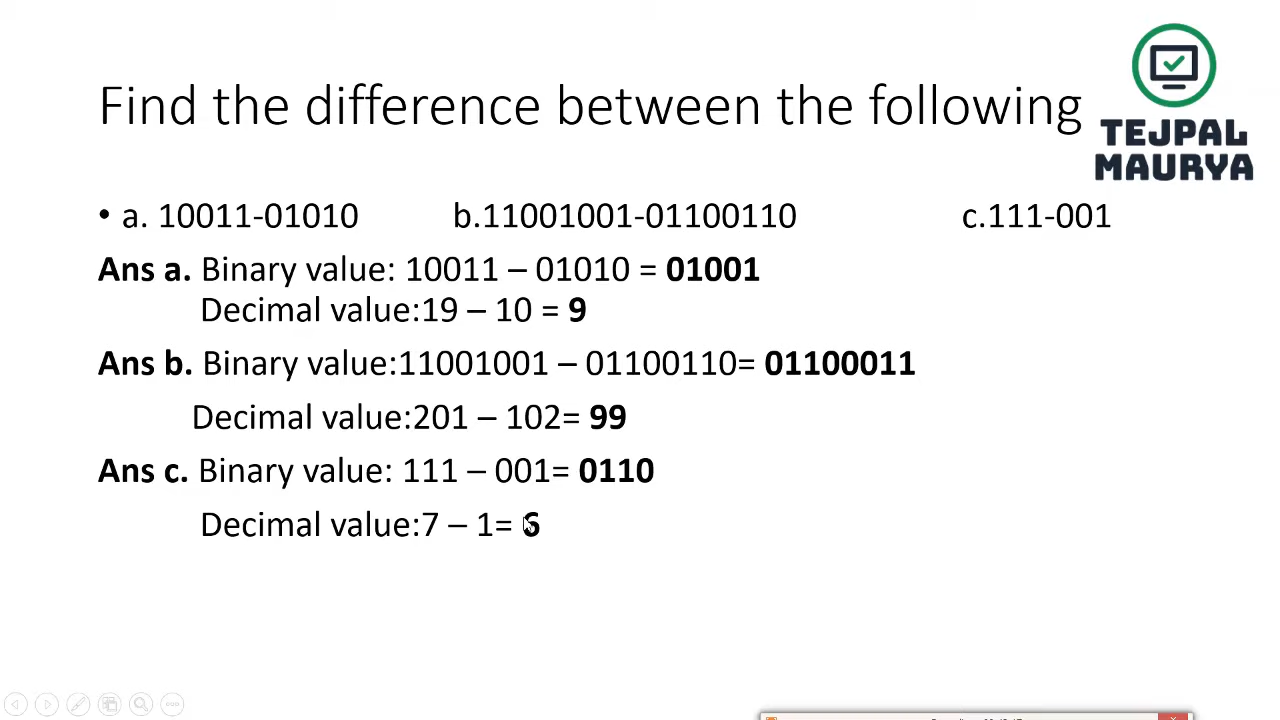 Find the difference between the following
TEJPAL
MAURYA
• a. 10011-01010 b.11001001-01100110 c.111-001
Ans a. Binary value: 10011 – 01010 = 01001
Decimal value:19 – 10 = 9
Ans b. Binary value:11001001 – 01100110= 01100011
Decimal value:201 – 102= 99
Ans c. Binary value: 111 – 001= 0110
Decimal value:7 – 1= 6